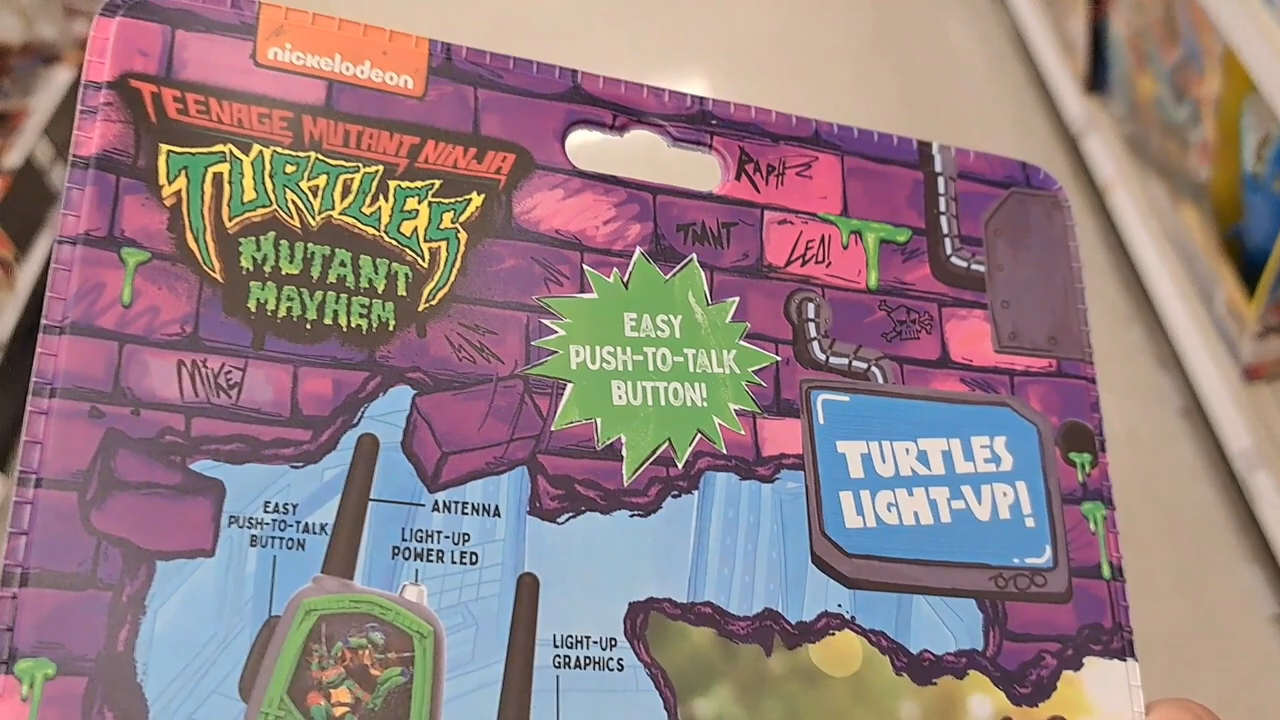 nickelodeon
TEENAGE MUTANT NINJA
TURTLES
MUTANT
MAYHEM
RAPH
TMNT
LEO!
MIKEY
EASY
PUSH-TO-TALK
BUTTON!
TURTLES
LIGHT-UP!
EASY
PUSH-TO-TALK
BUTTON
ANTENNA
LIGHT-UP
POWER LED
LIGHT-UP
GRAPHICS